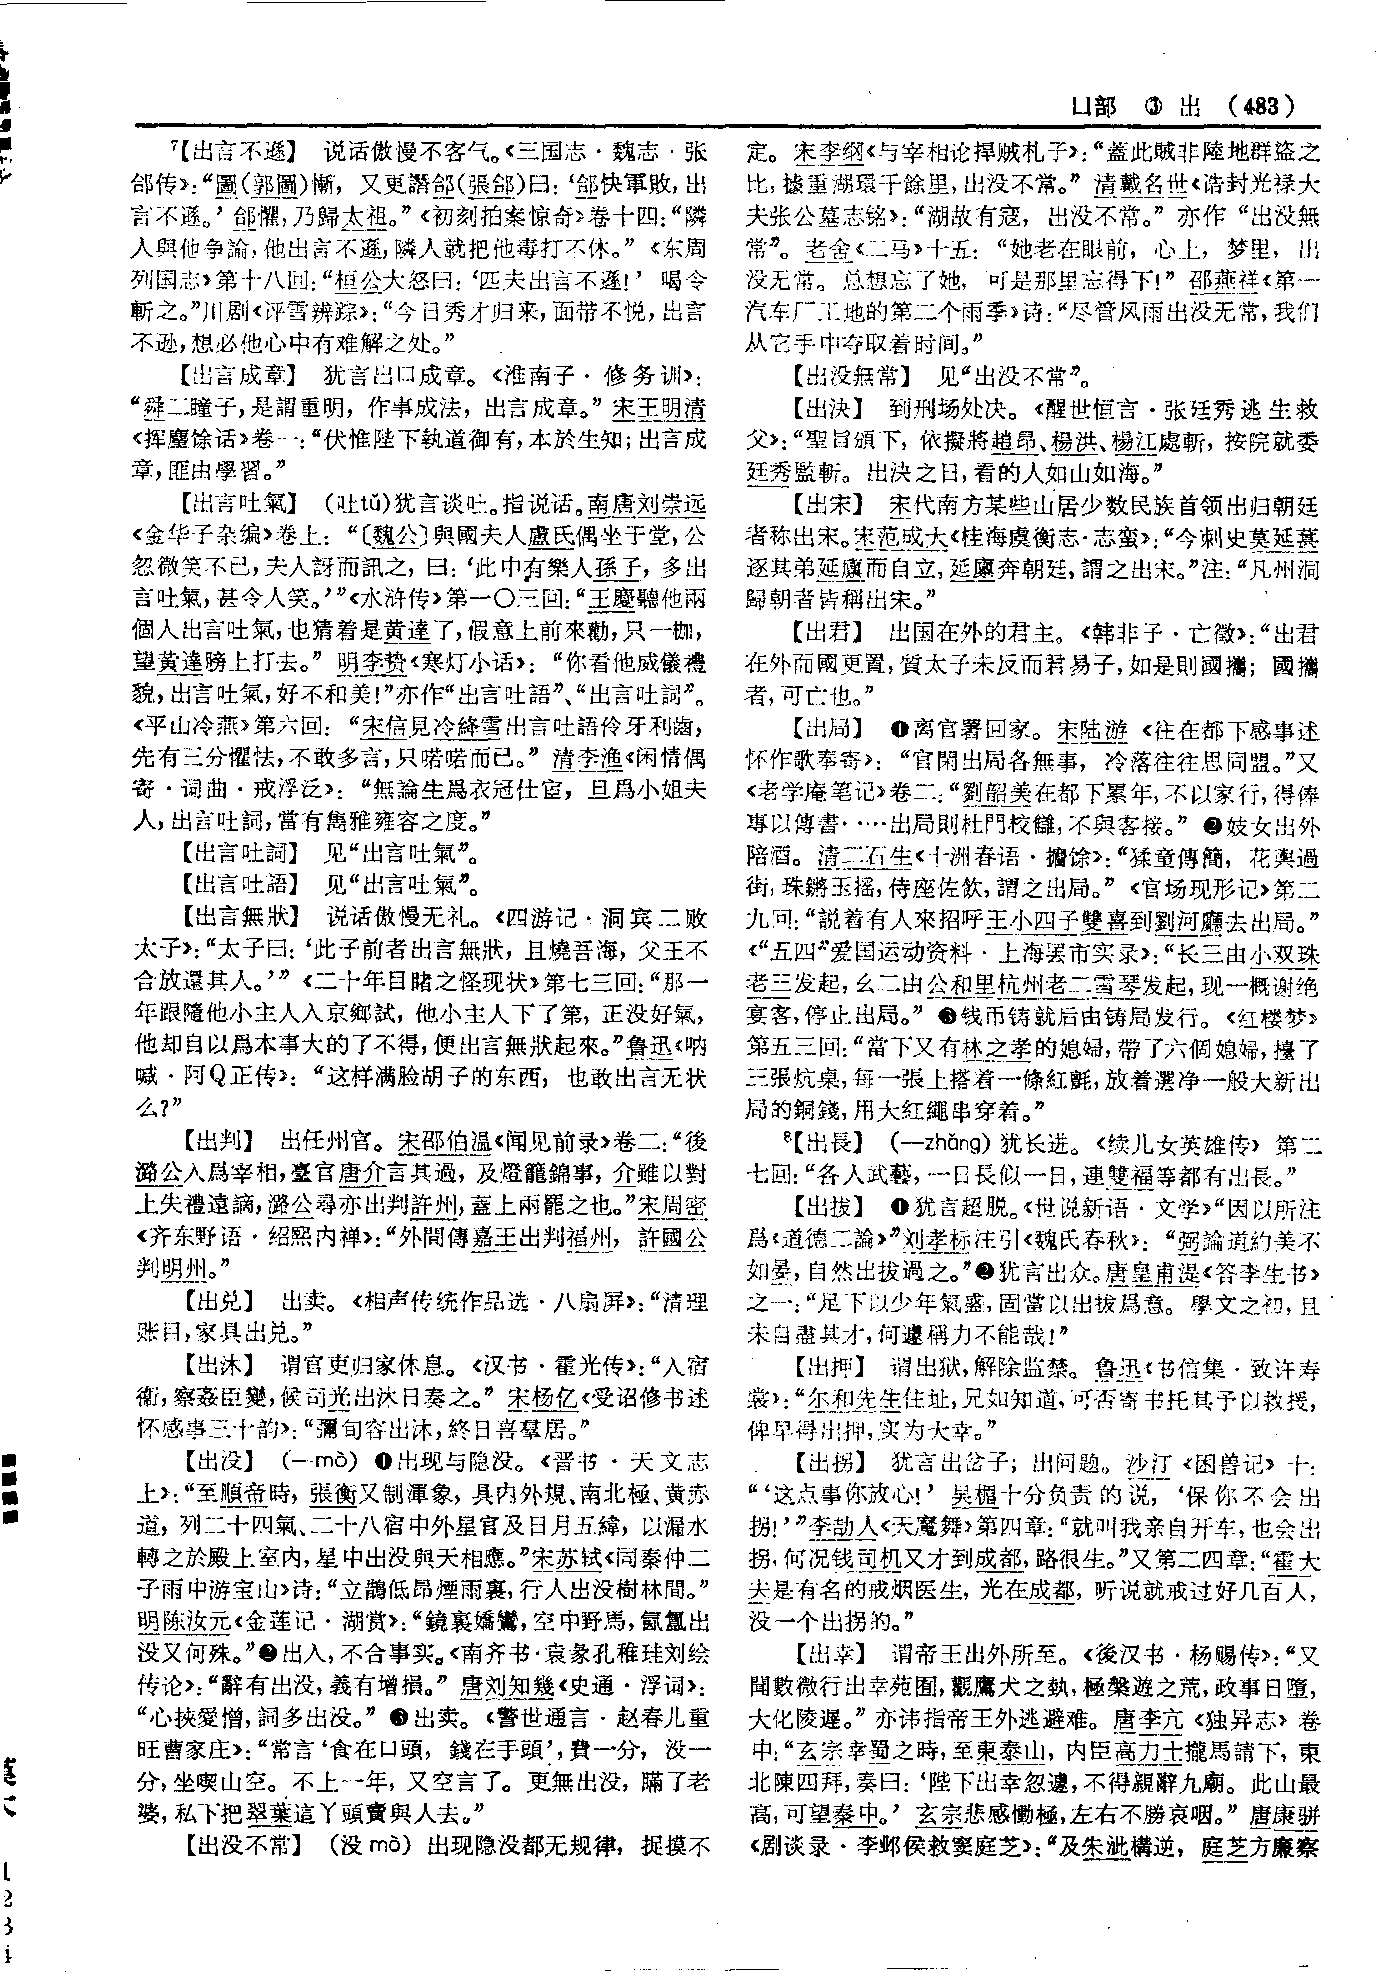 凵部 ③ 出 （483）
⁷【出言不遜】 说话傲慢不客气。《三国志·魏志·张
郃传》：“圖（郭圖）慚，又更譖郃（張郃）曰：‘郃快軍敗，出
言不遜。’郃懼，乃歸太祖。”《初刻拍案惊奇》卷十四：“隣
人與他争論，他出言不遜，隣人就把他毒打不休。”《东周
列国志》第十八回：“桓公大怒曰：‘匹夫出言不遜！’喝令
斬之。”川剧《评雪辨踪》：“今日秀才归来，面带不悦，出言
不逊，想必他心中有难解之处。”
【出言成章】 犹言出口成章。《淮南子·修务训》：
“舜二瞳子，是謂重明，作事成法，出言成章。”宋王明清
《挥麈馀话》卷一：“伏惟陛下執道御有，本於生知；出言成
章，匪由學習。”
【出言吐氣】 （吐tǔ）犹言谈吐。指说话。南唐刘崇远
《金华子杂编》卷上：“〔魏公〕與國夫人盧氏偶坐于堂，公
忽微笑不已，夫人訝而訊之，曰：‘此中有樂人孫子，多出
言吐氣，甚令人笑。’”《水浒传》第一〇三回：“王慶聽他兩
個人出言吐氣，也猜着是黄達了，假意上前來勸，只一枷，
望黄達膀上打去。”明李贽《寒灯小话》：“你看他威儀禮
貌，出言吐氣，好不和美！”亦作“出言吐語”、“出言吐詞”。
《平山冷燕》第六回：“宋信見冷絳雪出言吐語伶牙利齒，
先有三分懼怯，不敢多言，只喏喏而已。”清李渔《闲情偶
寄·词曲·戒浮泛》：“無論生爲衣冠仕宦，旦爲小姐夫
人，出言吐詞，當有雋雅雍容之度。”
【出言吐詞】 见“出言吐氣”。
【出言吐語】 见“出言吐氣”。
【出言無狀】 说话傲慢无礼。《四游记·洞宾二败
太子》：“太子曰：‘此子前者出言無狀，且燒吾海，父王不
合放還其人。’”《二十年目睹之怪现状》第七三回：“那一
年跟隨他小主人入京鄉試，他小主人下了第，正没好氣，
他却自以爲本事大的了不得，便出言無狀起來。”鲁迅《呐
喊·阿Q正传》：“这样满脸胡子的东西，也敢出言无状
么？”
【出判】 出任州官。宋邵伯温《闻见前录》卷二：“後
潞公入爲宰相，臺官唐介言其過，及燈籠錦事，介雖以對
上失禮遠謫，潞公尋亦出判許州，蓋上兩罷之也。”宋周密
《齐东野语·绍熙内禅》：“外間傳嘉王出判福州，許國公
判明州。”
【出兑】 出卖。《相声传统作品选·八扇屏》：“清理
账目，家具出兑。”
【出沐】 谓官吏归家休息。《汉书·霍光传》：“入宿
衛，察姦臣變，候司光出沐日奏之。”宋杨亿《受诏修书述
怀感事三十韵》：“彌旬容出沐，終日喜羣居。”
【出没】 （—mò）❶出现与隐没。《晋书·天文志
上》：“至順帝時，張衡又制渾象，具内外規、南北極、黄赤
道，列二十四氣、二十八宿中外星官及日月五緯，以漏水
轉之於殿上室内，星中出没與天相應。”宋苏轼《同秦仲二
子雨中游宝山》诗：“立鵲低昂煙雨裏，行人出没樹林間。”
明陈汝元《金莲记·湖赏》：“鏡裏嬌鸞，空中野馬，氤氲出
没又何殊。”❷出入，不合事实。《南齐书·袁彖孔稚珪刘绘
传论》：“辭有出没，義有增損。”唐刘知幾《史通·浮词》：
“心挾愛憎，詞多出没。”❸出卖。《警世通言·赵春儿重
旺曹家庄》：“常言‘食在口頭，錢在手頭’，費一分，没一
分，坐喫山空。不上一年，又空言了。更無出没，瞞了老
婆，私下把翠葉這丫頭賣與人去。”
【出没不常】 （没mò）出现隐没都无规律，捉摸不
定。宋李纲《与宰相论捍贼札子》：“蓋此賊非陸地群盗之
比，據重湖環千餘里，出没不常。”清戴名世《诰封光禄大
夫张公墓志铭》：“湖故有寇，出没不常。”亦作“出没無
常”。老舍《二马》十五：“她老在眼前，心上，梦里，出
没无常。总想忘了她，可是那里忘得下！”邵燕祥《第一
汽车厂工地的第二个雨季》诗：“尽管风雨出没无常，我们
从它手中夺取着时间。”
【出没無常】 见“出没不常”。
【出決】 到刑场处决。《醒世恒言·张廷秀逃生救
父》：“聖旨頒下，依擬將趙昂、楊洪、楊江處斬，按院就委
廷秀監斬。出決之日，看的人如山如海。”
【出宋】 宋代南方某些山居少数民族首领出归朝廷
者称出宋。宋范成大《桂海虞衡志·志蛮》：“今刺史莫延葚
逐其弟延廩而自立，延廩奔朝廷，謂之出宋。”注：“凡州洞
歸朝者皆稱出宋。”
【出君】 出国在外的君主。《韩非子·亡徵》：“出君
在外而國更置，質太子未反而君易子，如是則國攜；國攜
者，可亡也。”
【出局】 ❶离官署回家。宋陆游《往在都下感事述
怀作歌奉寄》：“官閑出局各無事，冷落往往思同盟。”又
《老学庵笔记》卷二：“劉韶美在都下累年，不以家行，得俸
專以傳書……出局則杜門校讎，不與客接。”❷妓女出外
陪酒。清二石生《十洲春语·攟馀》：“猱童傳簡，花輿過
街，珠鏘玉摇，侍座佐飲，謂之出局。”《官场现形记》第二
九回：“説着有人來招呼王小四子雙喜到劉河廳去出局。”
《“五四”爱国运动资料·上海罢市实录》：“长三由小双珠
老三发起，幺二由公和里杭州老二雪琴发起，现一概谢绝
宴客，停止出局。”❸钱币铸就后由铸局发行。《红楼梦》
第五三回：“當下又有林之孝的媳婦，帶了六個媳婦，擡了
三張炕桌，每一張上搭着一條紅氈，放着選净一般大新出
局的銅錢，用大紅繩串穿着。”
⁸【出長】 （—zhǎng）犹长进。《续儿女英雄传》第二
七回：“各人武藝，一日長似一日，連雙福等都有出長。”
【出拔】 ❶犹言超脱。《世说新语·文学》“因以所注
爲《道德二論》”刘孝标注引《魏氏春秋》：“弼論道約美不
如晏，自然出拔過之。”❷犹言出众。唐皇甫湜《答李生书》
之一：“足下以少年氣盛，固當以出拔爲意。學文之初，且
未自盡其才，何遽稱力不能哉！”
【出押】 谓出狱，解除监禁。鲁迅《书信集·致许寿
裳》：“尔和先生住址，兄如知道，可否寄书托其予以救援，
俾早得出押，实为大幸。”
【出拐】 犹言出岔子；出问题。沙汀《困兽记》十：
“‘这点事你放心！’吴楣十分负责的说，‘保你不会出
拐！’”李劼人《天魔舞》第四章：“就叫我亲自开车，也会出
拐，何况钱司机又才到成都，路很生。”又第二四章：“霍大
夫是有名的戒烟医生，光在成都，听说就戒过好几百人，
没一个出拐的。”
【出幸】 谓帝王出外所至。《後汉书·杨赐传》：“又
聞數微行出幸苑囿，觀鷹犬之埶，極槃遊之荒，政事日墮，
大化陵遲。”亦讳指帝王外逃避难。唐李亢《独异志》卷
中：“玄宗幸蜀之時，至東泰山，内臣高力士攏馬請下，東
北陳四拜，奏曰：‘陛下出幸忽遽，不得親辭九廟。此山最
高，可望秦中。’玄宗悲感慟極，左右不勝哀咽。”唐康骈
《剧谈录·李邺侯救窦庭芝》：“及朱泚構逆，庭芝方廉察